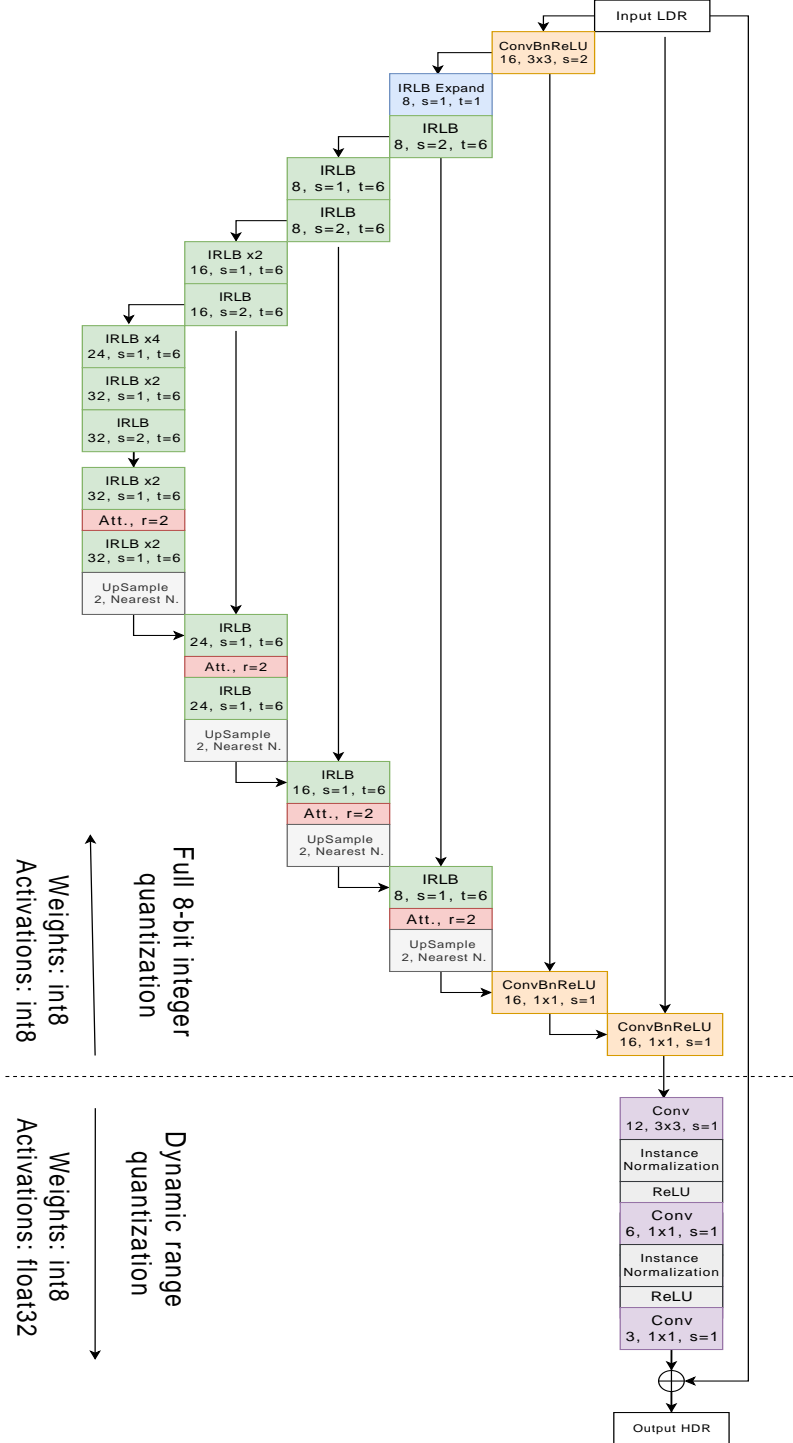 Input LDR
ConvBnReLU
16, 3x3, s=2
IRLB Expand
8, s=1, t=1
IRLB
8, s=2, t=6
IRLB
8, s=1, t=6
IRLB
8, s=2, t=6
IRLB x2
16, s=1, t=6
IRLB
16, s=2, t=6
IRLB x4
24, s=1, t=6
IRLB x2
32, s=1, t=6
IRLB
32, s=2, t=6
IRLB x2
32, s=1, t=6
Att., r=2
IRLB x2
32, s=1, t=6
UpSample
2, Nearest N.
IRLB
24, s=1, t=6
Att., r=2
IRLB
24, s=1, t=6
UpSample
2, Nearest N.
IRLB
16, s=1, t=6
Att., r=2
UpSample
2, Nearest N.
IRLB
8, s=1, t=6
Att., r=2
UpSample
2, Nearest N.
ConvBnReLU
16, 1x1, s=1
ConvBnReLU
16, 1x1, s=1
Full 8-bit integer
quantization
Weights: int8
Activations: int8
Conv
12, 3x3, s=1
Instance
Normalization
ReLU
Conv
6, 1x1, s=1
Instance
Normalization
ReLU
Conv
3, 1x1, s=1
Dynamic range
quantization
Weights: int8
Activations: float32
Output HDR